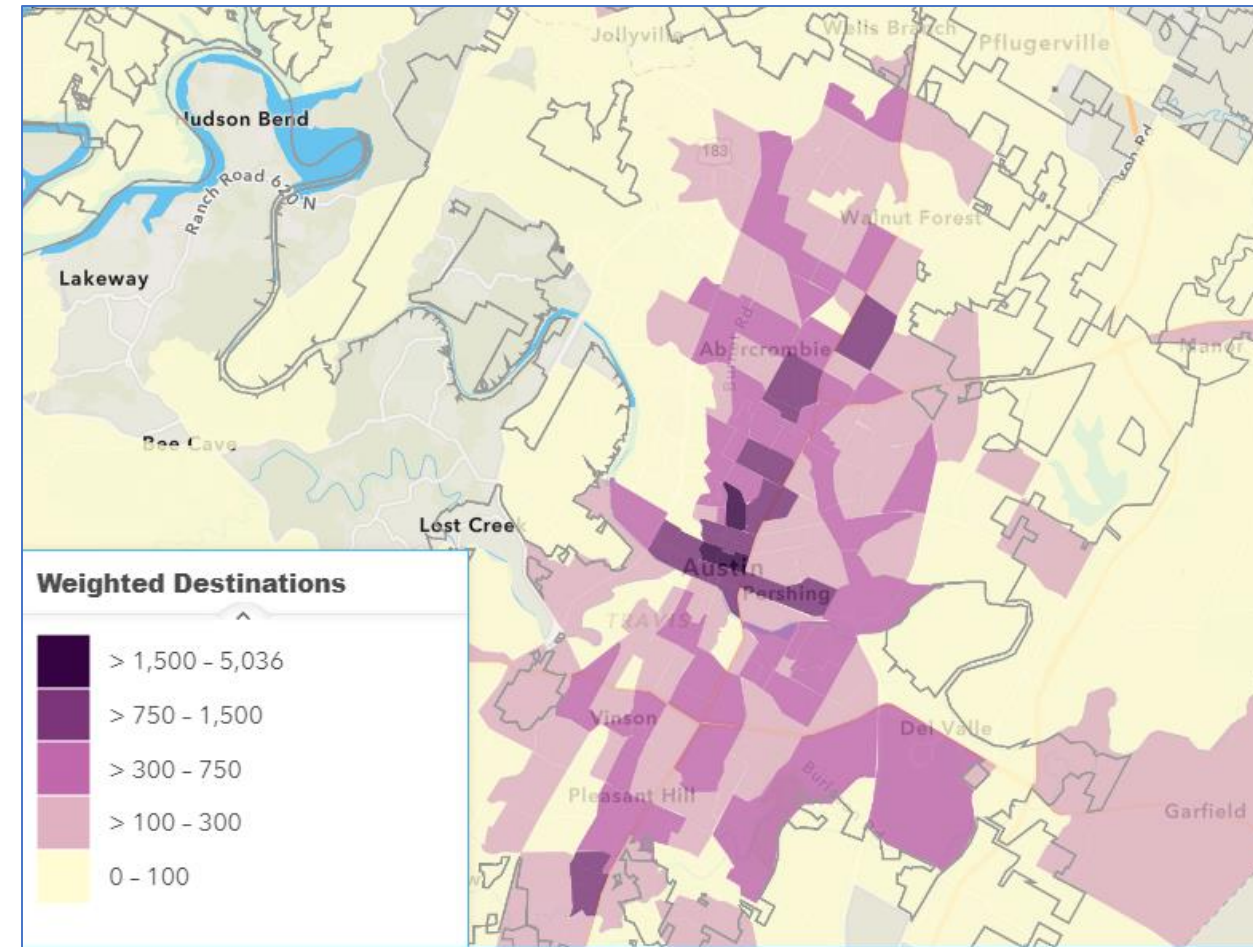 Jollyville
Wells Branch
Pflugerville
Hudson Bend
183
Ranch Road 620 N
Walnut Forest
Lakeway
Abercrombie
Manor
Bee Cave
Lost Creek
Austin
Pershing
TRAVIS
Vinson
Del Valle
Pleasant Hill
Garfield
Weighted Destinations
> 1,500 - 5,036
> 750 - 1,500
> 300 - 750
> 100 - 300
0 - 100